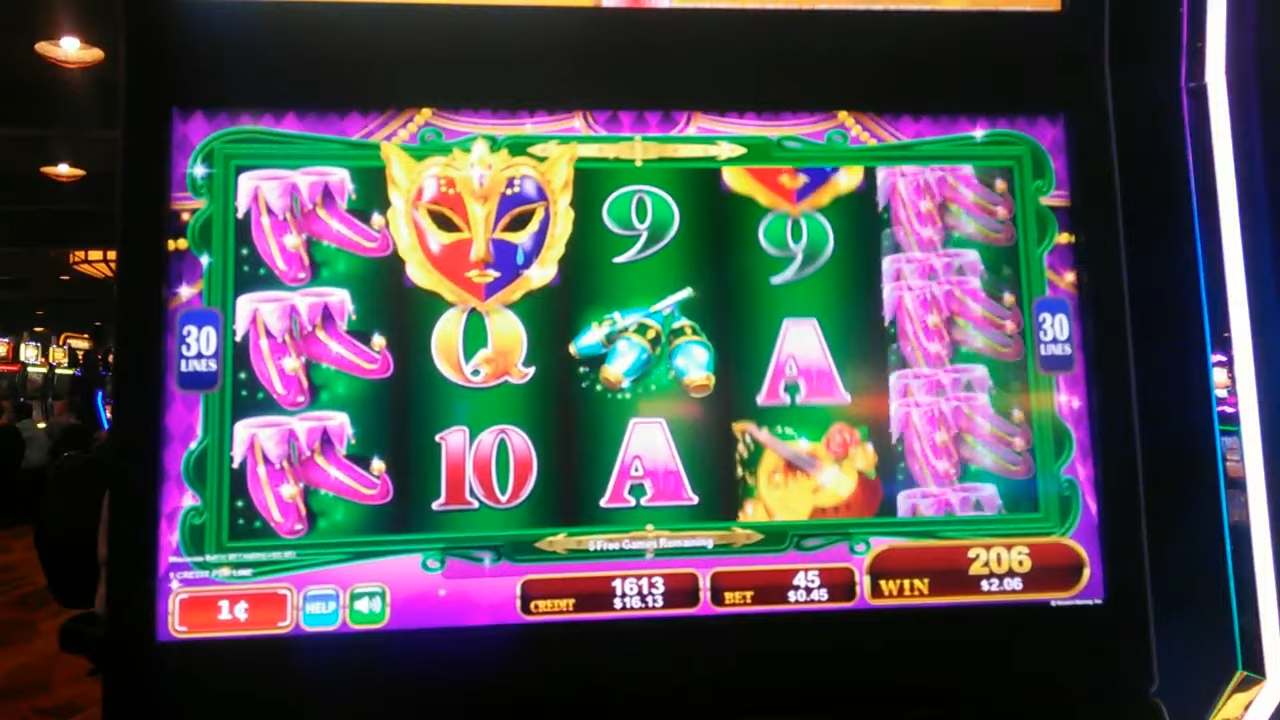 9
9
30
LINES
Q
A
30
LINES
10
A
5 Free Games Remaining
1 CREDIT PER LINE
1¢
HELP
CREDIT
1613
$16.13
BET
45
$0.45
WIN
206
$2.06